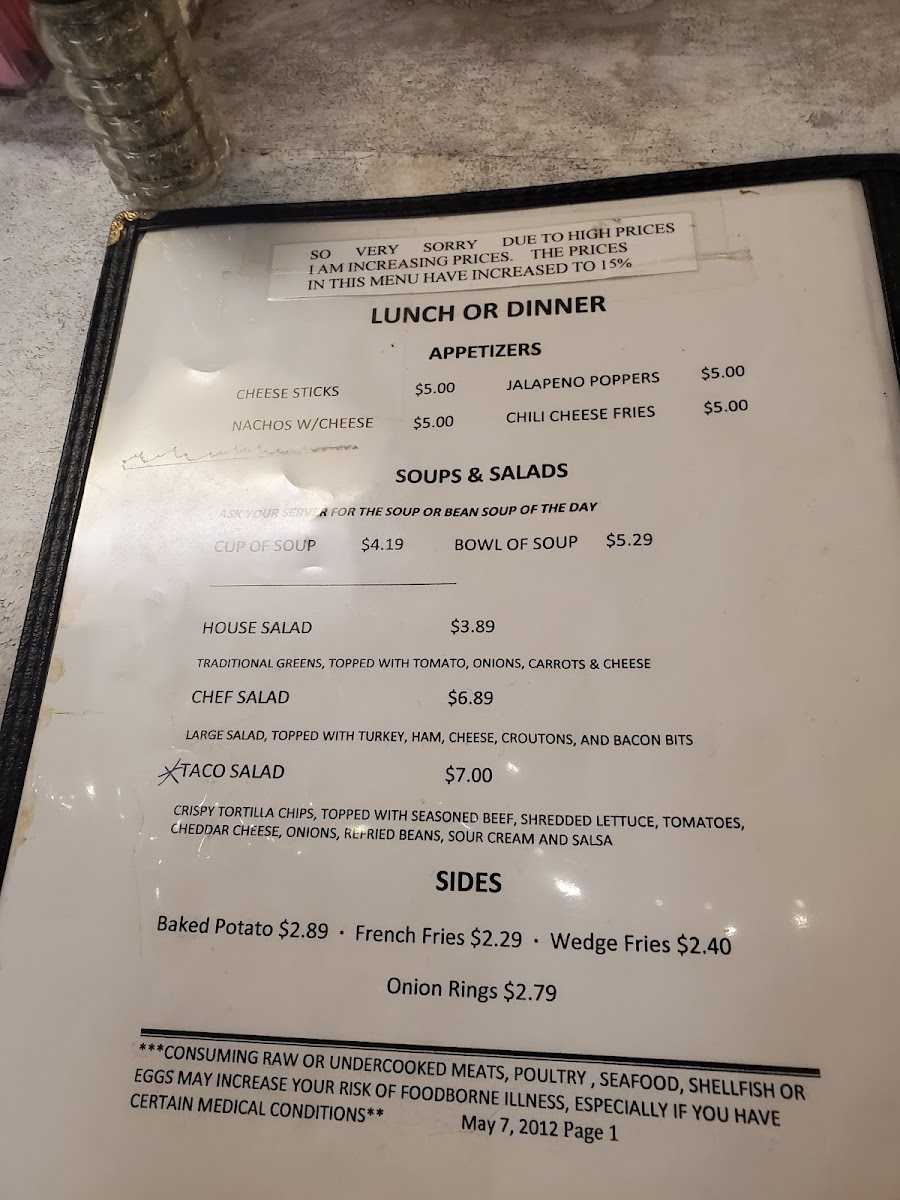 SO VERY SORRY DUE TO HIGH PRICES
I AM INCREASING PRICES. THE PRICES
IN THIS MENU HAVE INCREASED TO 15%
LUNCH OR DINNER
APPETIZERS
CHEESE STICKS $5.00 JALAPENO POPPERS $5.00
NACHOS W/CHEESE $5.00 CHILI CHEESE FRIES $5.00
SOUPS & SALADS
ASK YOUR SERVER FOR THE SOUP OR BEAN SOUP OF THE DAY
CUP OF SOUP $4.19 BOWL OF SOUP $5.29
HOUSE SALAD $3.89
TRADITIONAL GREENS, TOPPED WITH TOMATO, ONIONS, CARROTS & CHEESE
CHEF SALAD $6.89
LARGE SALAD, TOPPED WITH TURKEY, HAM, CHEESE, CROUTONS, AND BACON BITS
TACO SALAD $7.00
CRISPY TORTILLA CHIPS, TOPPED WITH SEASONED BEEF, SHREDDED LETTUCE, TOMATOES,
CHEDDAR CHEESE, ONIONS, REFRIED BEANS, SOUR CREAM AND SALSA
SIDES
Baked Potato $2.89 · French Fries $2.29 · Wedge Fries $2.40
Onion Rings $2.79
***CONSUMING RAW OR UNDERCOOKED MEATS, POULTRY , SEAFOOD, SHELLFISH OR
EGGS MAY INCREASE YOUR RISK OF FOODBORNE ILLNESS, ESPECIALLY IF YOU HAVE
CERTAIN MEDICAL CONDITIONS** May 7, 2012 Page 1